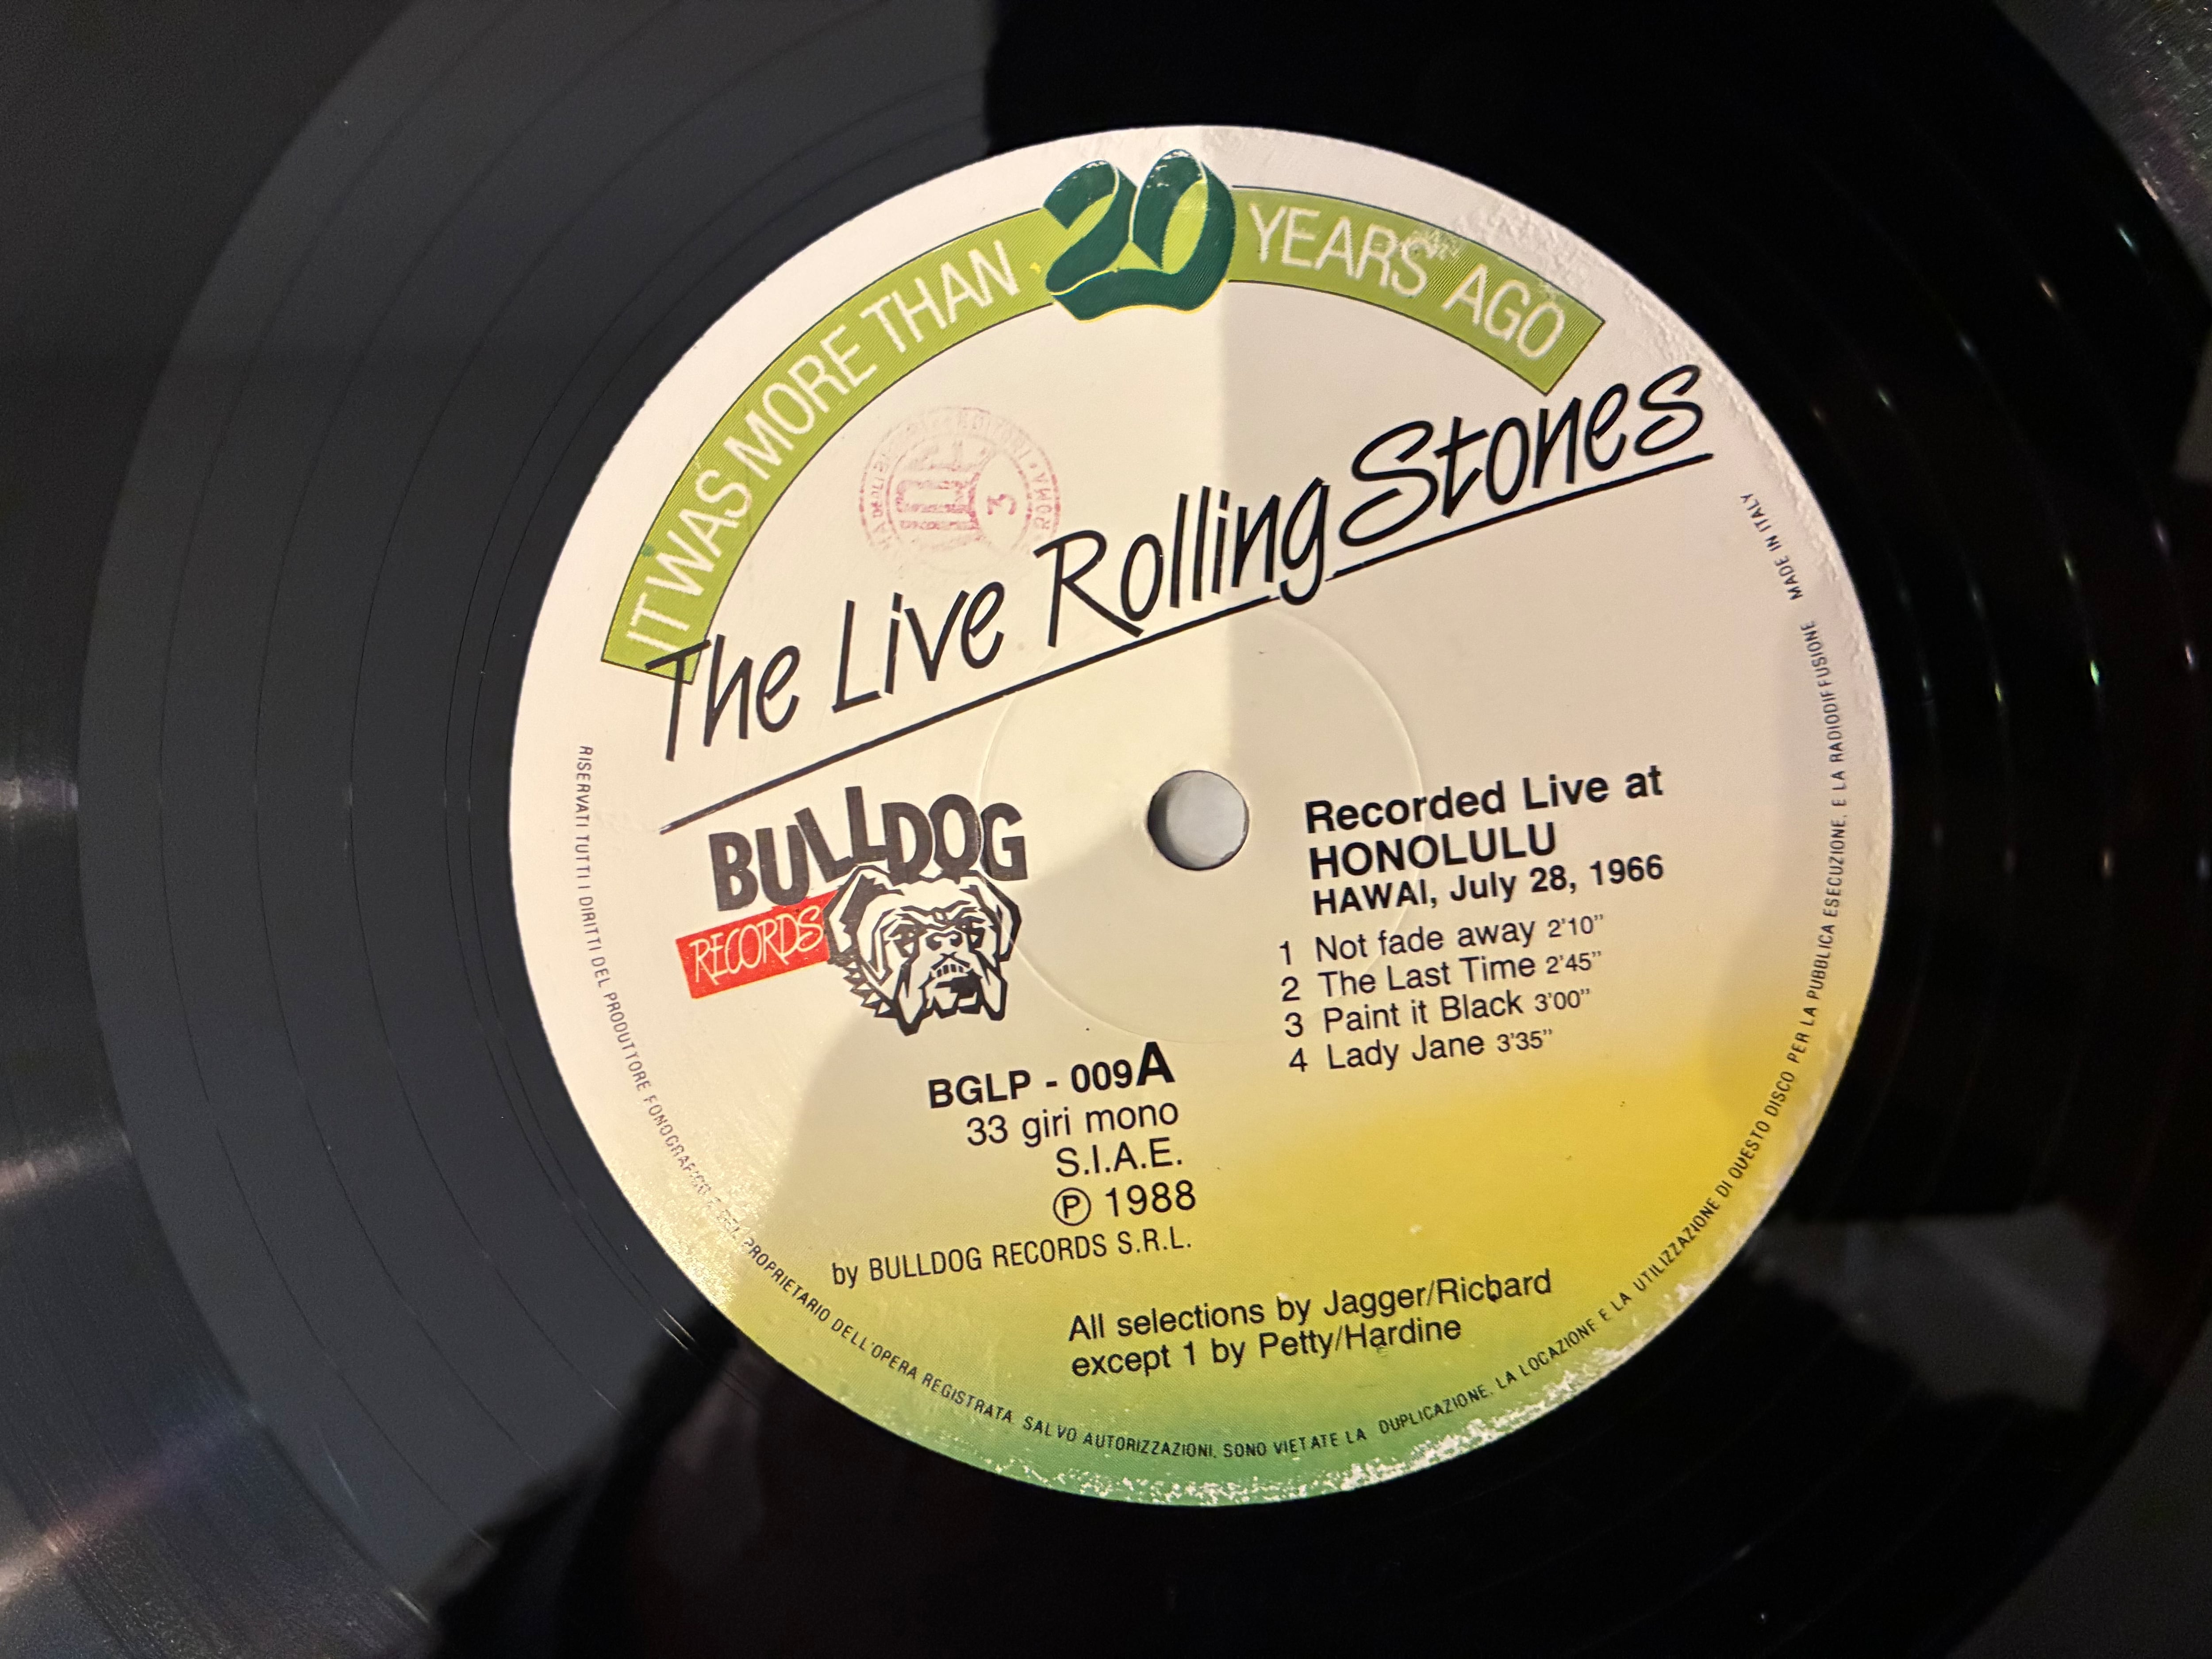 IT WAS MORE THAN 20 YEARS AGO
The Live Rolling Stones
BULLDOG
RECORDS
Recorded Live at
HONOLULU
HAWAI, July 28, 1966
1 Not fade away 2'10"
2 The Last Time 2'45"
3 Paint it Black 3'00"
4 Lady Jane 3'35"
BGLP - 009A
33 giri mono
S.I.A.E.
Ⓟ 1988
by BULLDOG RECORDS S.R.L.
All selections by Jagger/Ricbard
except 1 by Petty/Hardine
RISERVATI TUTTI I DIRITTI DEL PRODUTTORE FONOGRAFICO E DEL PROPRIETARIO DELL'OPERA REGISTRATA. SALVO AUTORIZZAZIONI, SONO VIETATE LA DUPLICAZIONE, LA LOCAZIONE E LA UTILIZZAZIONE DI QUESTO DISCO PER LA PUBBLICA ESECUZIONE, E LA RADIODIFFUSIONE MADE IN ITALY